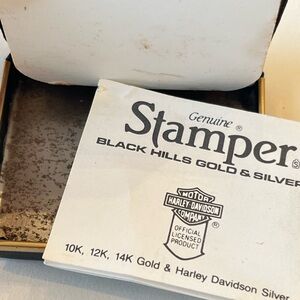 Genuine ®
Stamper
BLACK HILLS GOLD & SILVER
MOTOR
HARLEY-DAVIDSON
COMPANY
®
OFFICIAL
LICENSED
PRODUCT
10K, 12K, 14K Gold & Harley Davidson Silver